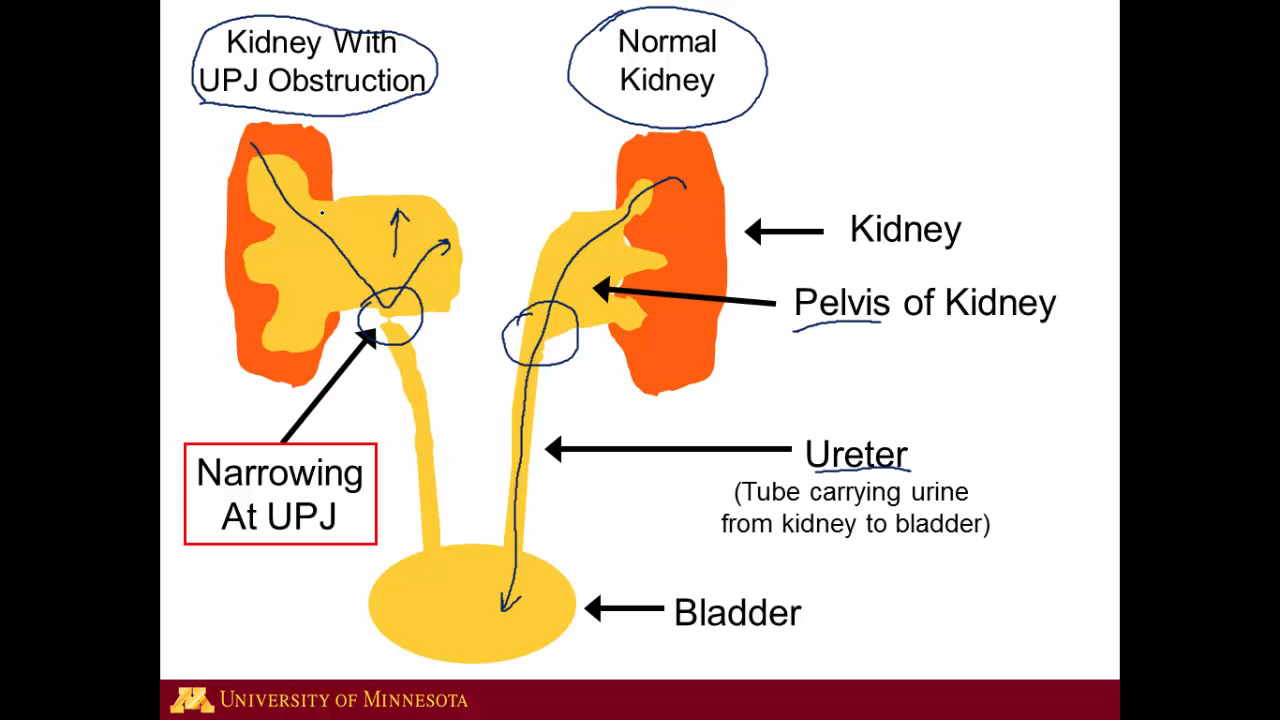 Kidney With
UPJ Obstruction
Normal
Kidney
Kidney
Pelvis of Kidney
Narrowing
At UPJ
Ureter
(Tube carrying urine
from kidney to bladder)
Bladder
M UNIVERSITY OF MINNESOTA